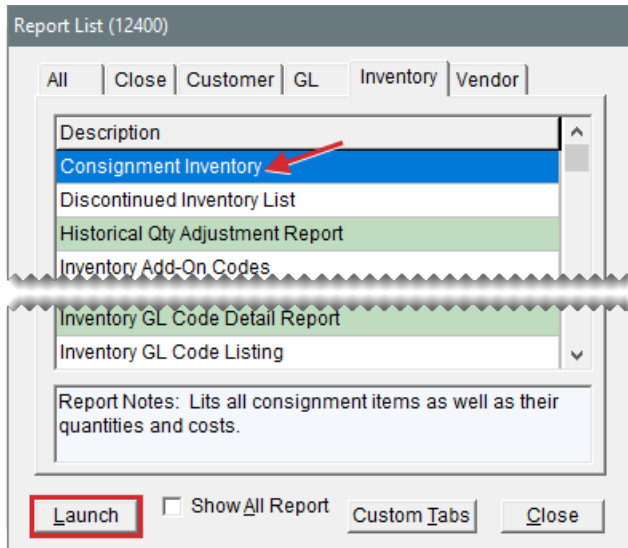 Report List (12400)
All Close Customer GL Inventory Vendor
Description
Consignment Inventory
Discontinued Inventory List
Historical Qty Adjustment Report
Inventory Add-On Codes
Inventory GL Code Detail Report
Inventory GL Code Listing
Report Notes: Lits all consignment items as well as their
quantities and costs.
Launch Show All Report Custom Tabs Close